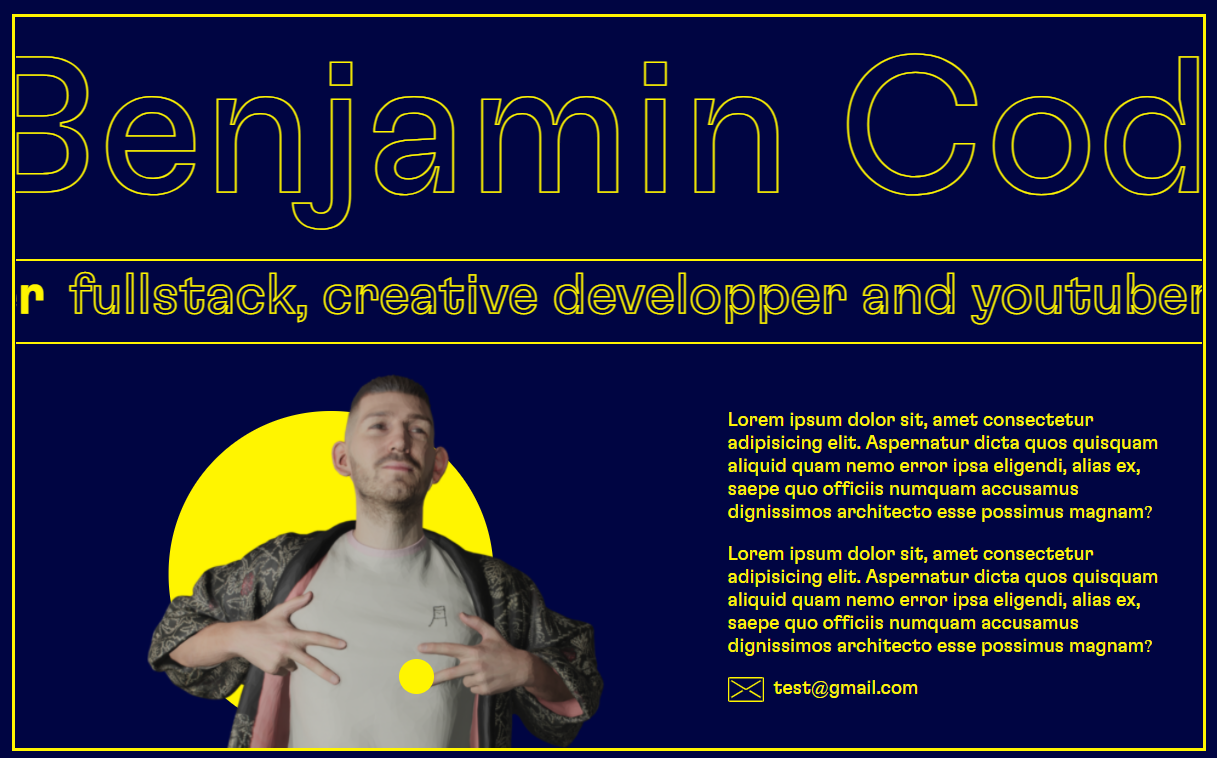 Benjamin Cod
r fullstack, creative developper and youtuber
Lorem ipsum dolor sit, amet consectetur
adipisicing elit. Aspernatur dicta quos quisquam
aliquid quam nemo error ipsa eligendi, alias ex,
saepe quo officiis numquam accusamus
dignissimos architecto esse possimus magnam?
Lorem ipsum dolor sit, amet consectetur
adipisicing elit. Aspernatur dicta quos quisquam
aliquid quam nemo error ipsa eligendi, alias ex,
saepe quo officiis numquam accusamus
dignissimos architecto esse possimus magnam?
test@gmail.com